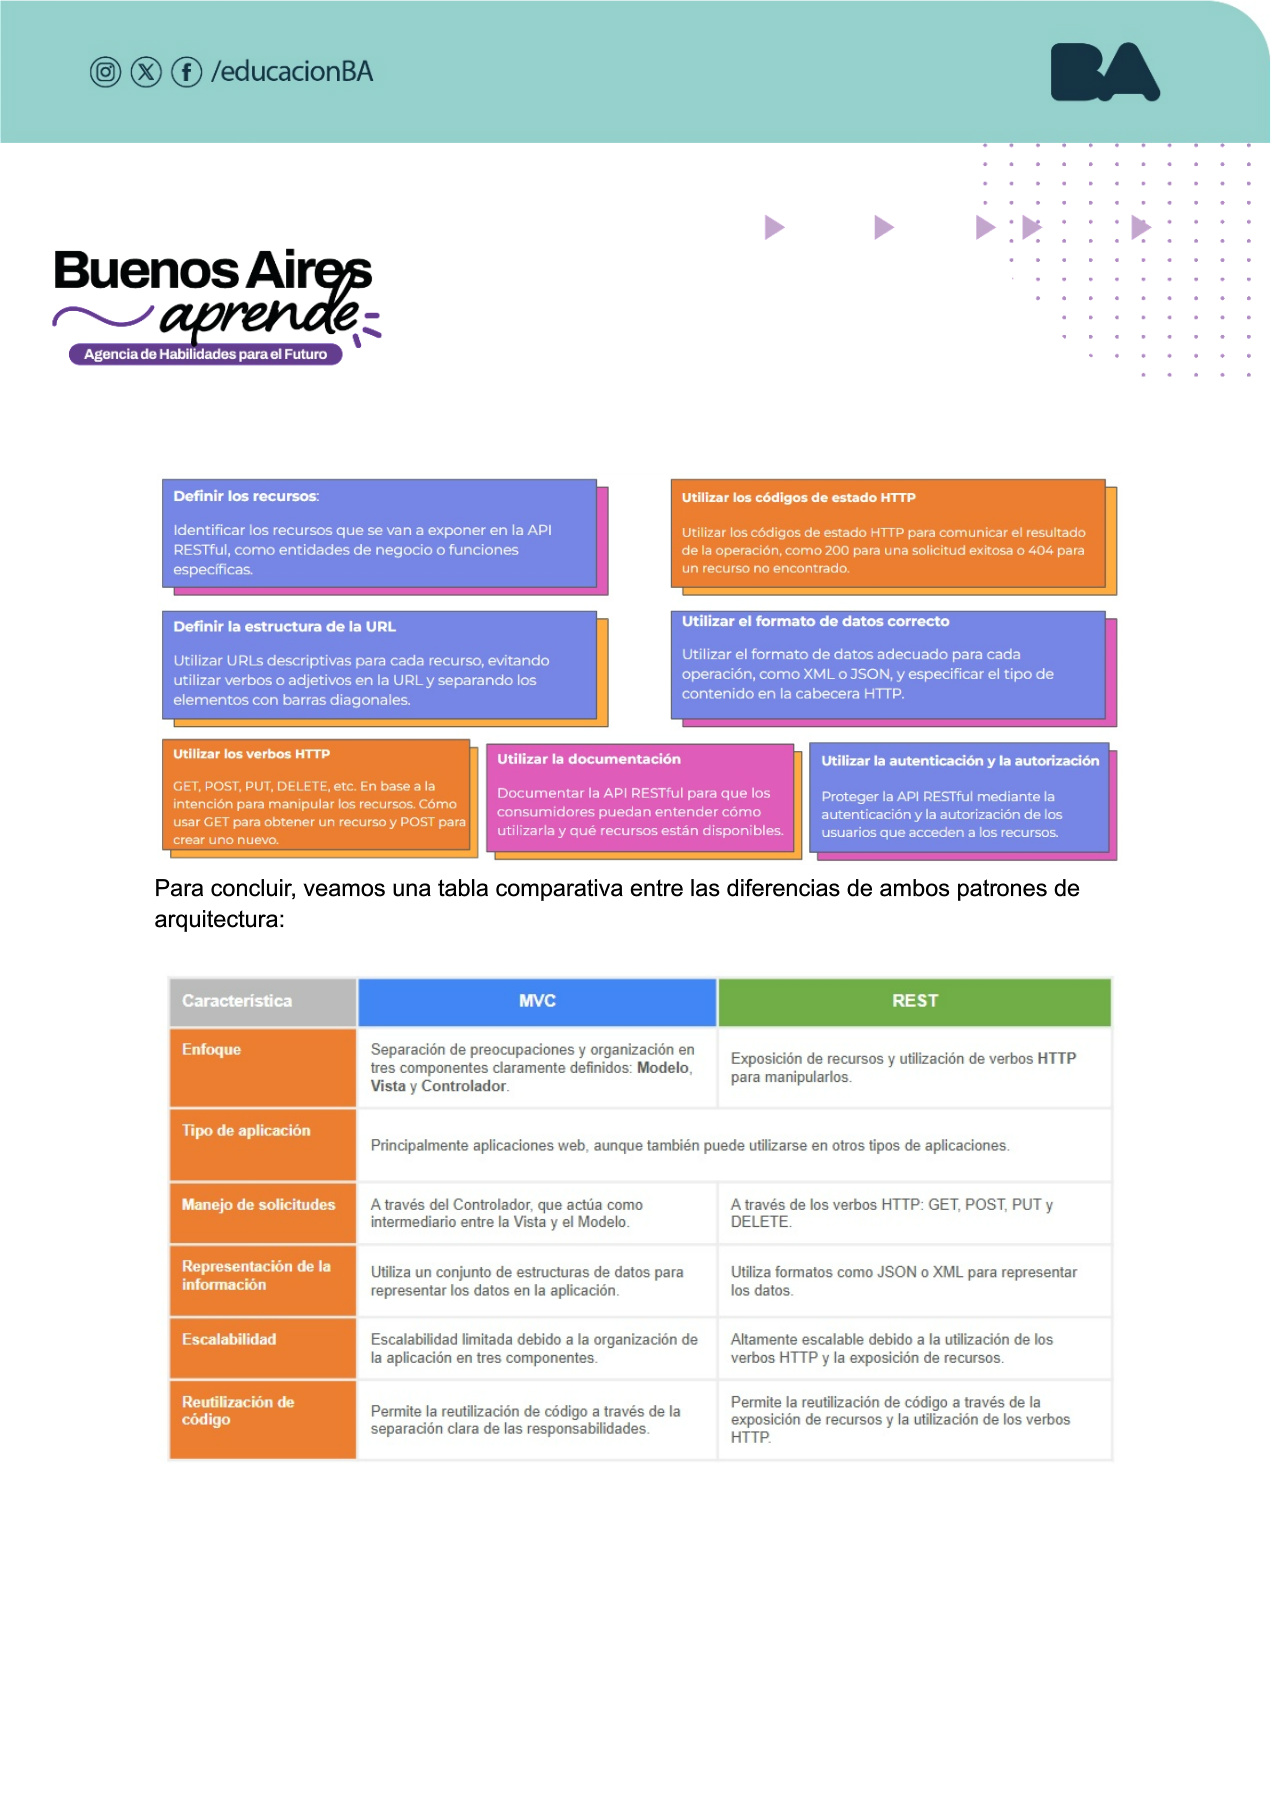 /educacionBA
BA
Buenos Aires
aprende
Agencia de Habilidades para el Futuro
Definir los recursos:
Identificar los recursos que se van a exponer en la API
RESTful, como entidades de negocio o funciones
específicas.
Utilizar los códigos de estado HTTP
Utilizar los códigos de estado HTTP para comunicar el resultado
de la operación, como 200 para una solicitud exitosa o 404 para
un recurso no encontrado.
Definir la estructura de la URL
Utilizar URLs descriptivas para cada recurso, evitando
utilizar verbos o adjetivos en la URL y separando los
elementos con barras diagonales.
Utilizar el formato de datos correcto
Utilizar el formato de datos adecuado para cada
operación, como XML o JSON, y especificar el tipo de
contenido en la cabecera HTTP.
Utilizar los verbos HTTP
GET, POST, PUT, DELETE, etc. En base a la
intención para manipular los recursos. Cómo
usar GET para obtener un recurso y POST para
crear uno nuevo.
Utilizar la documentación
Documentar la API RESTful para que los
consumidores puedan entender cómo
utilizarla y qué recursos están disponibles.
Utilizar la autenticación y la autorización
Proteger la API RESTful mediante la
autenticación y la autorización de los
usuarios que acceden a los recursos.
Para concluir, veamos una tabla comparativa entre las diferencias de ambos patrones de
arquitectura:
Característica
MVC
REST
Enfoque
Separación de preocupaciones y organización en
tres componentes claramente definidos: Modelo,
Vista y Controlador.
Exposición de recursos y utilización de verbos HTTP
para manipularlos.
Tipo de aplicación
Principalmente aplicaciones web, aunque también puede utilizarse en otros tipos de aplicaciones.
Manejo de solicitudes
A través del Controlador, que actúa como
intermediario entre la Vista y el Modelo.
A través de los verbos HTTP: GET, POST, PUT y
DELETE.
Representación de la
información
Utiliza un conjunto de estructuras de datos para
representar los datos en la aplicación.
Utiliza formatos como JSON o XML para representar
los datos.
Escalabilidad
Escalabilidad limitada debido a la organización de
la aplicación en tres componentes.
Altamente escalable debido a la utilización de los
verbos HTTP y la exposición de recursos.
Reutilización de
código
Permite la reutilización de código a través de la
separación clara de las responsabilidades.
Permite la reutilización de código a través de la
exposición de recursos y la utilización de los verbos
HTTP.